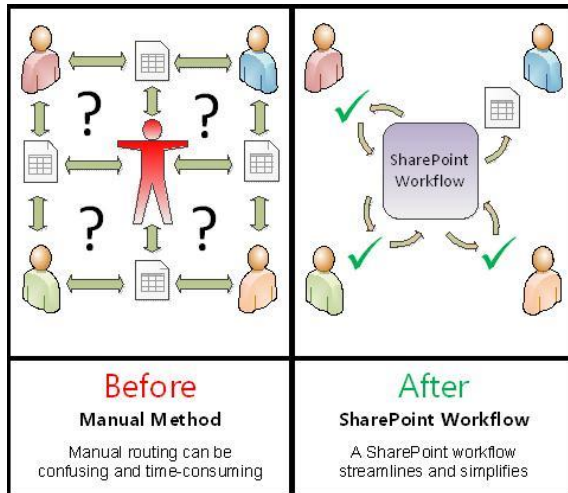 ?
?
?
?
SharePoint
Workflow
Before
Manual Method
Manual routing can be
confusing and time-consuming
After
SharePoint Workflow
A SharePoint workflow
streamlines and simplifies